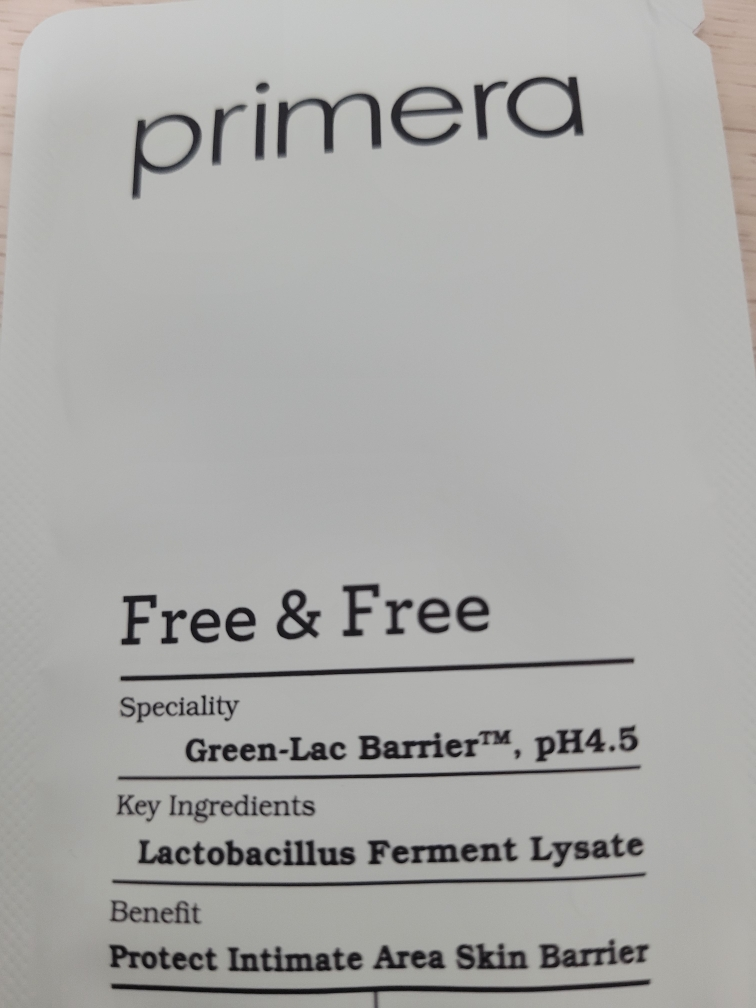 primera
Free & Free
Speciality
Green-Lac Barrier™, pH4.5
Key Ingredients
Lactobacillus Ferment Lysate
Benefit
Protect Intimate Area Skin Barrier